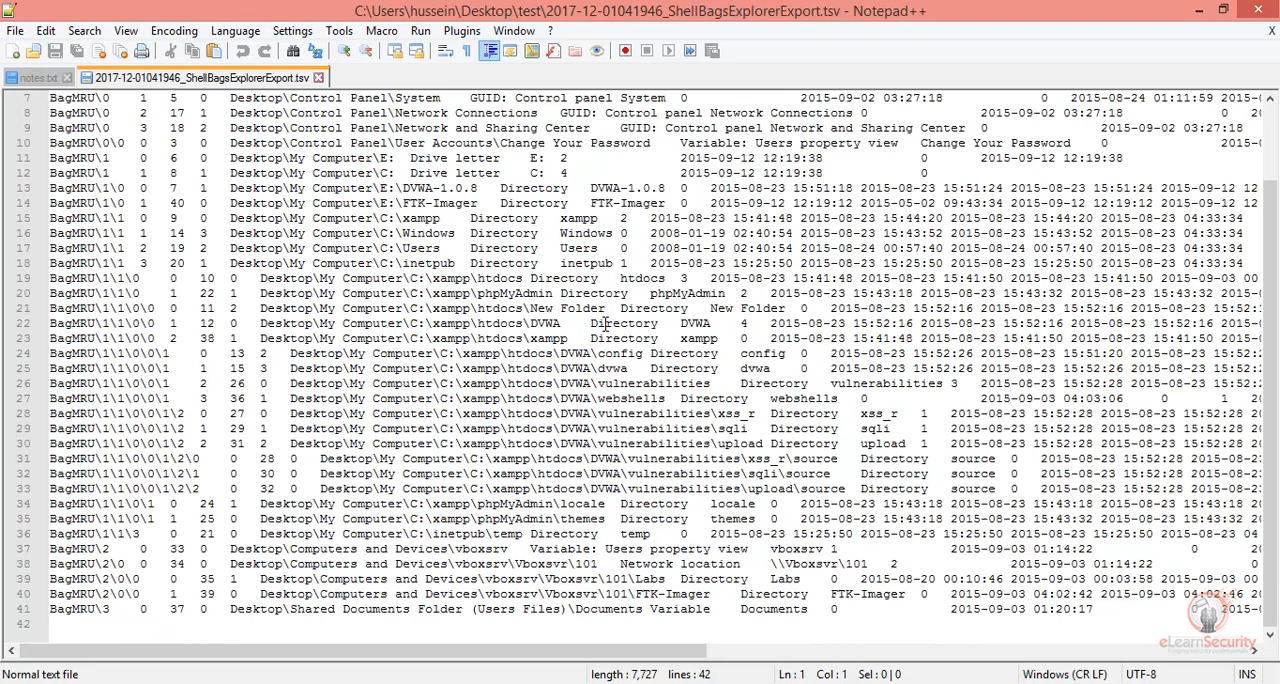 C:\Users\hussein\Desktop\test\2017-12-01041946_ShellBagsExplorerExport.tsv - Notepad++
File Edit Search View Encoding Language Settings Tools Macro Run Plugins Window ? X
notes.txt 2017-12-01041946_ShellBagsExplorerExport.tsv
7 BagMRU\0 1 5 0 Desktop\Control Panel\System GUID: Control panel System 0 2015-09-02 03:27:18 0 2015-08-24 01:11:59 2015-0
8 BagMRU\0 2 17 1 Desktop\Control Panel\Network Connections GUID: Control panel Network Connections 0 2015-09-02 03:27:18 0 2
9 BagMRU\0 3 18 2 Desktop\Control Panel\Network and Sharing Center GUID: Control panel Network and Sharing Center 0 2015-09-02 03:27:18
10 BagMRU\0\0 0 3 0 Desktop\Control Panel\User Accounts\Change Your Password Variable: Users property view Change Your Password 0 2015-0
11 BagMRU\1 0 6 0 Desktop\My Computer\E: Drive letter E: 2 2015-09-12 12:19:38 0 2015-09-12 12:19:38
12 BagMRU\1 1 8 1 Desktop\My Computer\C: Drive letter C: 4 2015-09-12 12:19:38 0
13 BagMRU\1\0 0 7 1 Desktop\My Computer\E:\DVWA-1.0.8 Directory DVWA-1.0.8 0 2015-08-23 15:51:18 2015-08-23 15:51:24 2015-08-23 15:51:24 2015-09-12 12
14 BagMRU\1\0 1 40 0 Desktop\My Computer\E:\FTK-Imager Directory FTK-Imager 0 2015-09-12 12:19:12 2015-05-02 09:43:34 2015-09-12 12:19:12 2015-09-12 12
15 BagMRU\1\1 0 9 0 Desktop\My Computer\C:\xampp Directory xampp 2 2015-08-23 15:41:48 2015-08-23 15:44:20 2015-08-23 15:44:20 2015-08-23 04:33:34
16 BagMRU\1\1 1 14 3 Desktop\My Computer\C:\Windows Directory Windows 0 2008-01-19 02:40:54 2015-08-23 15:43:52 2015-08-23 15:43:52 2015-08-23 04:33:34
17 BagMRU\1\1 2 19 2 Desktop\My Computer\C:\Users Directory Users 0 2008-01-19 02:40:54 2015-08-24 00:57:40 2015-08-24 00:57:40 2015-08-23 04:33:34
18 BagMRU\1\1 3 20 1 Desktop\My Computer\C:\inetpub Directory inetpub 1 2015-08-23 15:25:50 2015-08-23 15:25:50 2015-08-23 15:25:50 2015-08-23 04:33:34
19 BagMRU\1\1\0 0 10 0 Desktop\My Computer\C:\xampp\htdocs Directory htdocs 3 2015-08-23 15:41:48 2015-08-23 15:41:50 2015-08-23 15:41:50 2015-09-03 00
20 BagMRU\1\1\0 1 22 1 Desktop\My Computer\C:\xampp\phpMyAdmin Directory phpMyAdmin 2 2015-08-23 15:43:18 2015-08-23 15:43:32 2015-08-23 15:43:32 2015-
21 BagMRU\1\1\0\0 0 11 2 Desktop\My Computer\C:\xampp\htdocs\New Folder Directory New Folder 0 2015-08-23 15:52:16 2015-08-23 15:52:16 2015-08-23
22 BagMRU\1\1\0\0 1 12 0 Desktop\My Computer\C:\xampp\htdocs\DVWA Directory DVWA 4 2015-08-23 15:52:16 2015-08-23 15:52:16 2015-08-23
23 BagMRU\1\1\0\0 2 38 1 Desktop\My Computer\C:\xampp\htdocs\xampp Directory xampp 0 2015-08-23 15:41:48 2015-08-23 15:41:50 2015-08-23
24 BagMRU\1\1\0\0\1 0 13 2 Desktop\My Computer\C:\xampp\htdocs\DVWA\config Directory config 0 2015-08-23 15:52:26 2015-08-23 15:51:20 2015-08-23 15:52:
25 BagMRU\1\1\0\0\1 1 15 3 Desktop\My Computer\C:\xampp\htdocs\DVWA\dvwa Directory dvwa 0 2015-08-23 15:52:26 2015-08-23 15:52:26 2015-08-23 15:52:
26 BagMRU\1\1\0\0\1 2 26 0 Desktop\My Computer\C:\xampp\htdocs\DVWA\vulnerabilities Directory vulnerabilities 3 2015-08-23 15:52:28 2015-08-23 15:52:
27 BagMRU\1\1\0\0\1 3 36 1 Desktop\My Computer\C:\xampp\htdocs\DVWA\webshells Directory webshells 0 2015-09-03 04:03:06 0 1 20
28 BagMRU\1\1\0\0\1\2 0 27 0 Desktop\My Computer\C:\xampp\htdocs\DVWA\vulnerabilities\xss_r Directory xss_r 1 2015-08-23 15:52:28 2015-08-23 15:52:28 20
29 BagMRU\1\1\0\0\1\2 1 29 1 Desktop\My Computer\C:\xampp\htdocs\DVWA\vulnerabilities\sqli Directory sqli 1 2015-08-23 15:52:28 2015-08-23 15:52:28 20
30 BagMRU\1\1\0\0\1\2 2 31 2 Desktop\My Computer\C:\xampp\htdocs\DVWA\vulnerabilities\upload Directory upload 1 2015-08-23 15:52:28 2015-08-23 15:52:28 20
31 BagMRU\1\1\0\0\1\2\0 0 28 0 Desktop\My Computer\C:\xampp\htdocs\DVWA\vulnerabilities\xss_r\source Directory source 0 2015-08-23 15:52:28 2015-08-23
32 BagMRU\1\1\0\0\1\2\1 0 30 0 Desktop\My Computer\C:\xampp\htdocs\DVWA\vulnerabilities\sqli\source Directory source 0 2015-08-23 15:52:28 2015-08-23
33 BagMRU\1\1\0\0\1\2\2 0 32 0 Desktop\My Computer\C:\xampp\htdocs\DVWA\vulnerabilities\upload\source Directory source 0 2015-08-23 15:52:28 2015-08-23
34 BagMRU\1\1\0\1 0 24 1 Desktop\My Computer\C:\xampp\phpMyAdmin\locale Directory locale 0 2015-08-23 15:43:18 2015-08-23 15:43:18 2015-08-23
35 BagMRU\1\1\0\1 1 25 0 Desktop\My Computer\C:\xampp\phpMyAdmin\themes Directory themes 0 2015-08-23 15:43:18 2015-08-23 15:43:32 2015-08-23
36 BagMRU\1\1\3 0 21 0 Desktop\My Computer\C:\inetpub\temp Directory temp 0 2015-08-23 15:25:50 2015-08-23 15:25:50 2015-08-23 15:25:50 2015-08-23 04
37 BagMRU\2 0 33 0 Desktop\Computers and Devices\vboxsrv Variable: Users property view vboxsrv 1 2015-09-03 01:14:22 0
38 BagMRU\2\0 0 34 0 Desktop\Computers and Devices\vboxsrv\Vboxsvr\101 Network location \\Vboxsvr\101 2 2015-09-03 01:14:22 0
39 BagMRU\2\0\0 0 35 1 Desktop\Computers and Devices\vboxsrv\Vboxsvr\101\Labs Directory Labs 0 2015-08-20 00:10:46 2015-09-03 00:03:58 2015-09-03 00
40 BagMRU\2\0\0 1 39 0 Desktop\Computers and Devices\vboxsrv\Vboxsvr\101\FTK-Imager Directory FTK-Imager 0 2015-09-03 04:02:42 2015-09-03 04:02:46
41 BagMRU\3 0 37 0 Desktop\Shared Documents Folder (Users Files)\Documents Variable Documents 0 2015-09-03 01:20:17 0 2015-
42
eLearnSecurity
Normal text file length : 7,727 lines : 42 Ln : 1 Col : 1 Sel : 0 | 0 Windows (CR LF) UTF-8 INS